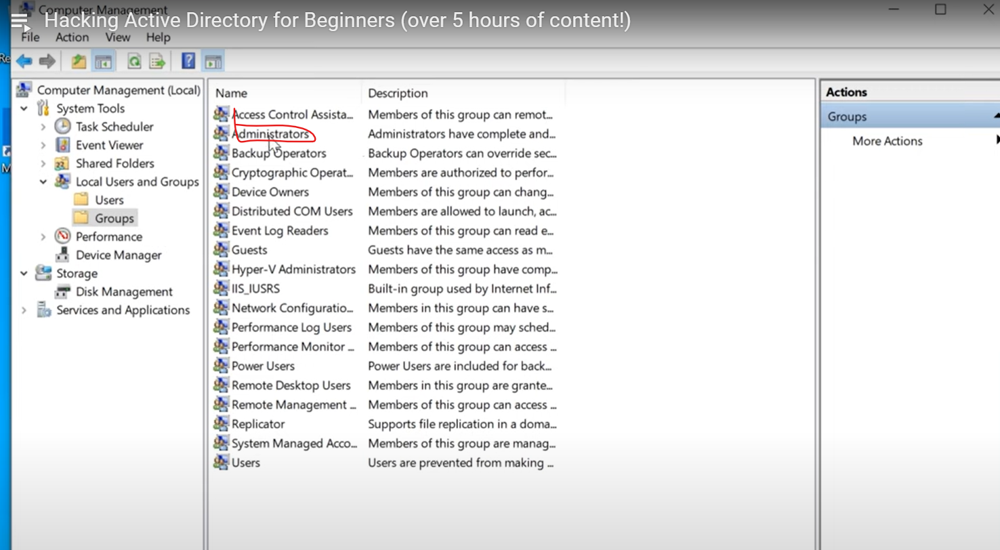 Computer Management
Hacking Active Directory for Beginners (over 5 hours of content!)
File Action View Help
Computer Management (Local)
System Tools
Task Scheduler
Event Viewer
Shared Folders
Local Users and Groups
Users
Groups
Performance
Device Manager
Storage
Disk Management
Services and Applications
Name Description
Access Control Assista... Members of this group can remot...
Administrators Administrators have complete and...
Backup Operators Backup Operators can override sec...
Cryptographic Operat... Members are authorized to perfor...
Device Owners Members of this group can chang...
Distributed COM Users Members are allowed to launch, ac...
Event Log Readers Members of this group can read e...
Guests Guests have the same access as m...
Hyper-V Administrators Members of this group have comp...
IIS_IUSRS Built-in group used by Internet Inf...
Network Configuratio... Members in this group can have s...
Performance Log Users Members of this group may sched...
Performance Monitor ... Members of this group can access ...
Power Users Power Users are included for back...
Remote Desktop Users Members in this group are grante...
Remote Management ... Members of this group can access ...
Replicator Supports file replication in a doma...
System Managed Acco... Members of this group are manag...
Users Users are prevented from making ...
Actions
Groups
More Actions
Re
M